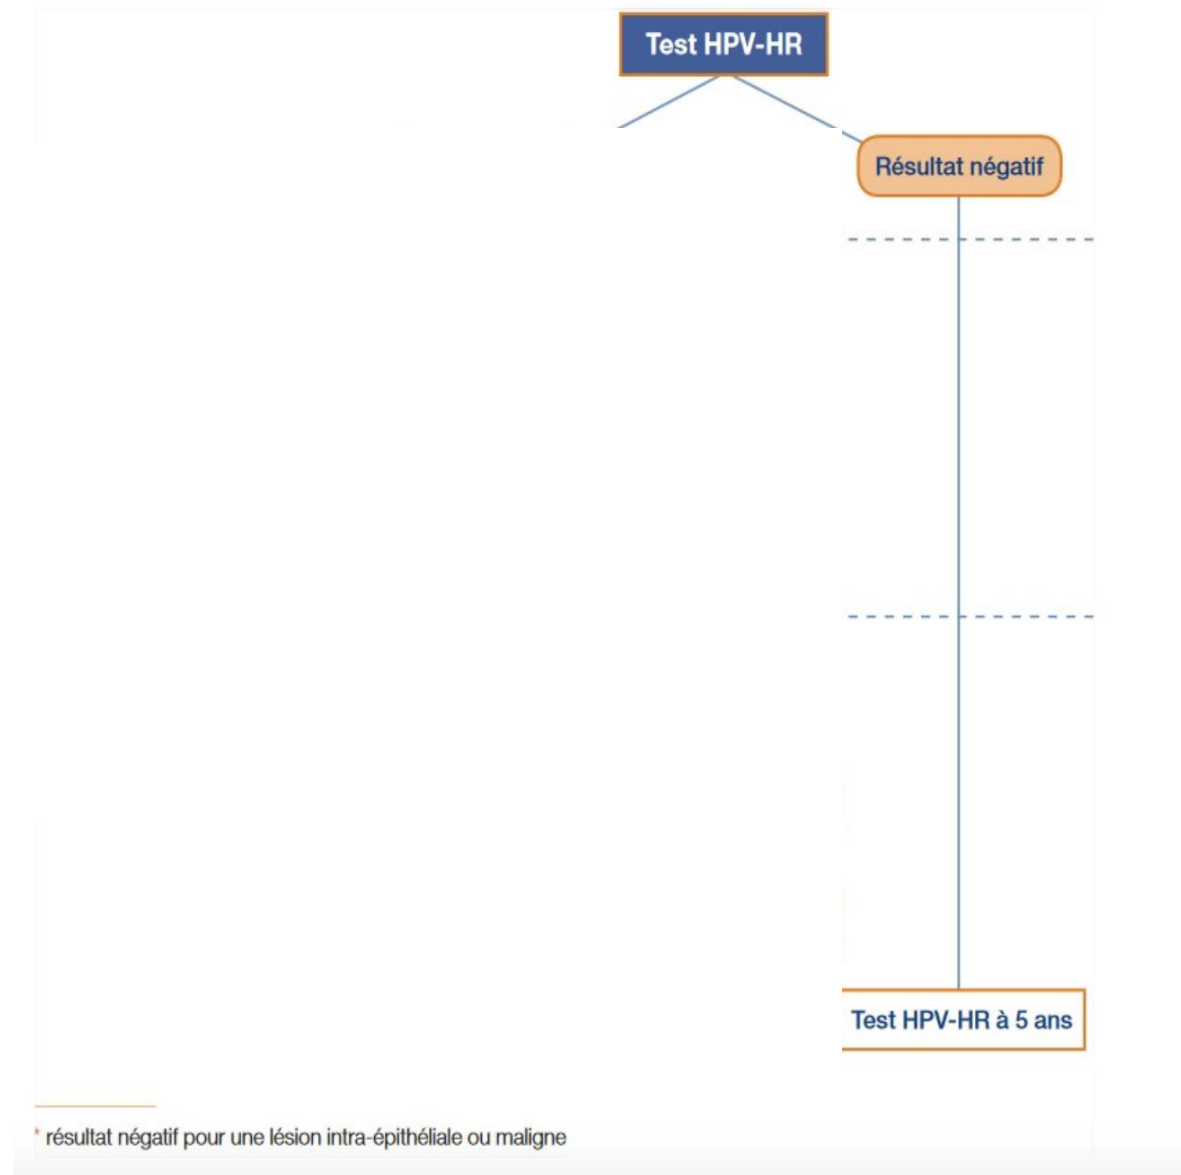 Test HPV-HR
Résultat négatif
Test HPV-HR à 5 ans
* résultat négatif pour une lésion intra-épithéliale ou maligne